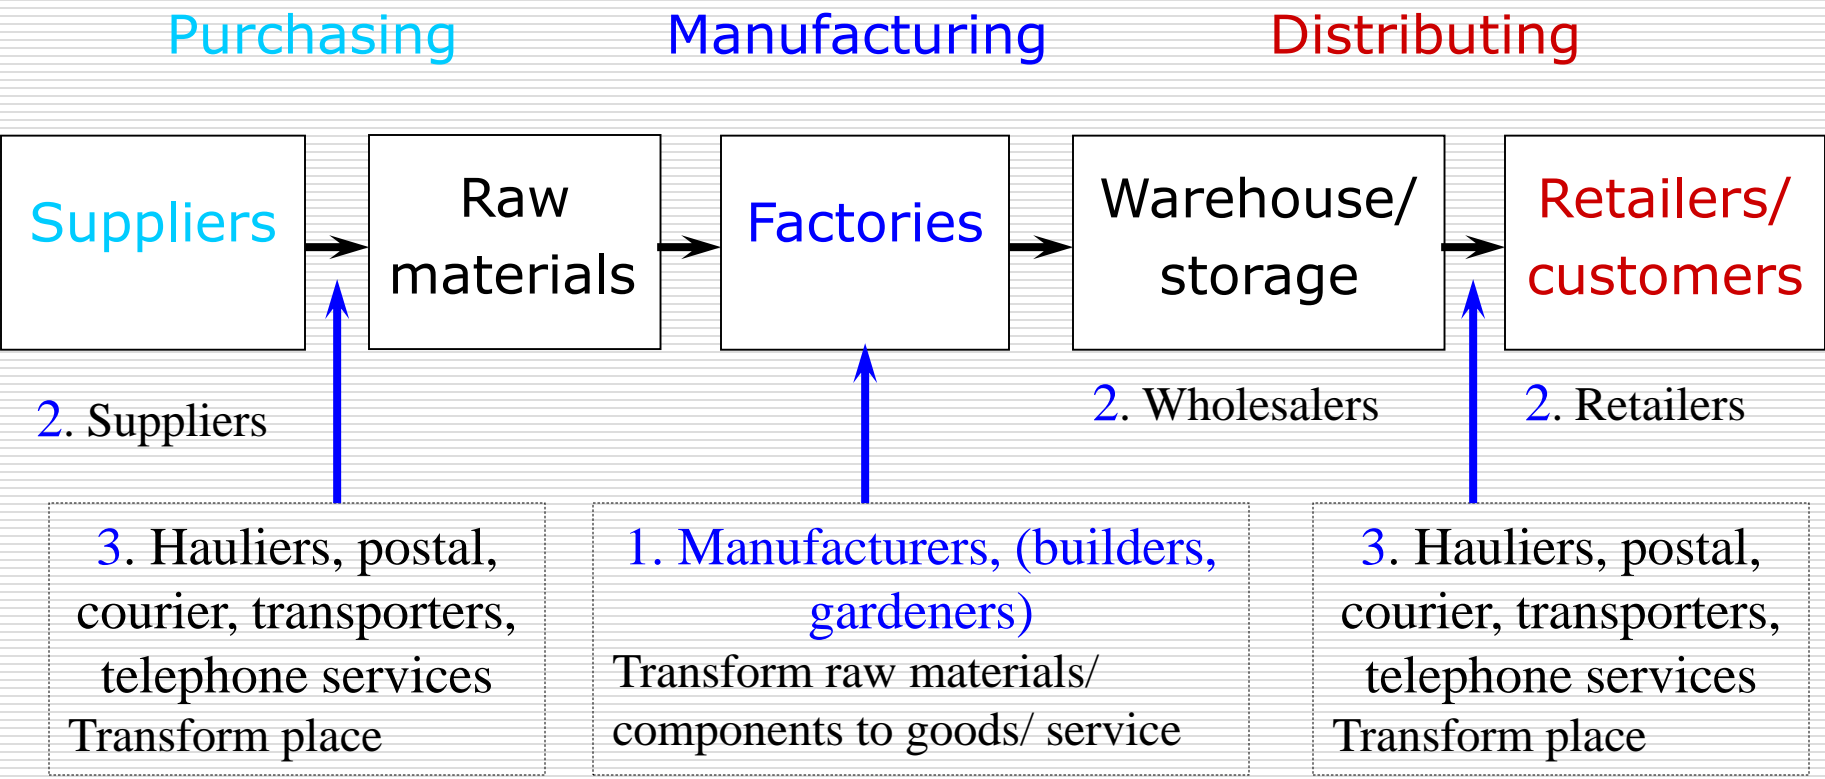 Purchasing
Manufacturing
Distributing
Suppliers
Raw
materials
Factories
Warehouse/
storage
Retailers/
customers
2. Suppliers
2. Wholesalers
2. Retailers
3. Hauliers, postal,
courier, transporters,
telephone services
Transform place
1. Manufacturers, (builders,
gardeners)
Transform raw materials/
components to goods/ service
3. Hauliers, postal,
courier, transporters,
telephone services
Transform place